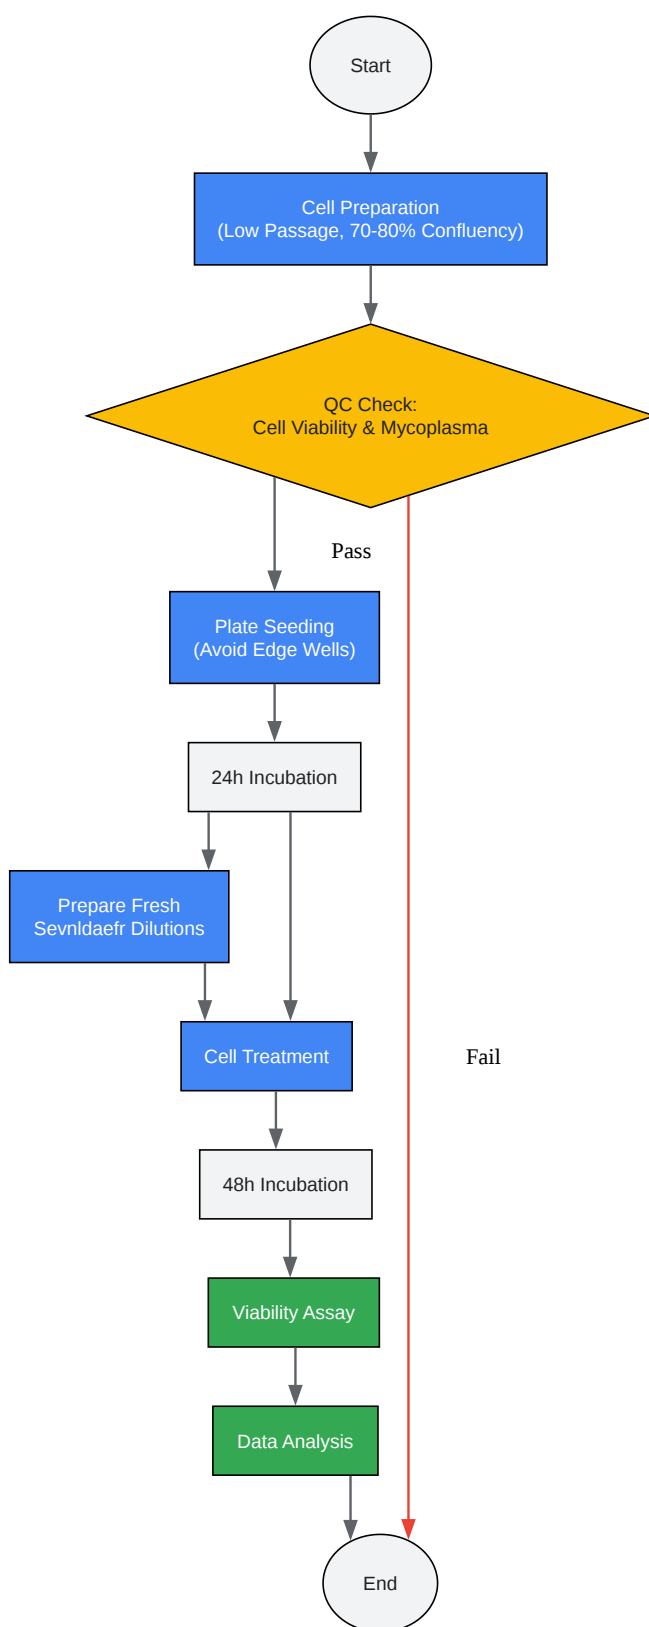 Start
Cell Preparation
(Low Passage, 70-80% Confluency)
QC Check:
Cell Viability & Mycoplasma
Pass
Plate Seeding
(Avoid Edge Wells)
24h Incubation
Prepare Fresh
Sevnldaefr Dilutions
Cell Treatment
Fail
48h Incubation
Viability Assay
Data Analysis
End